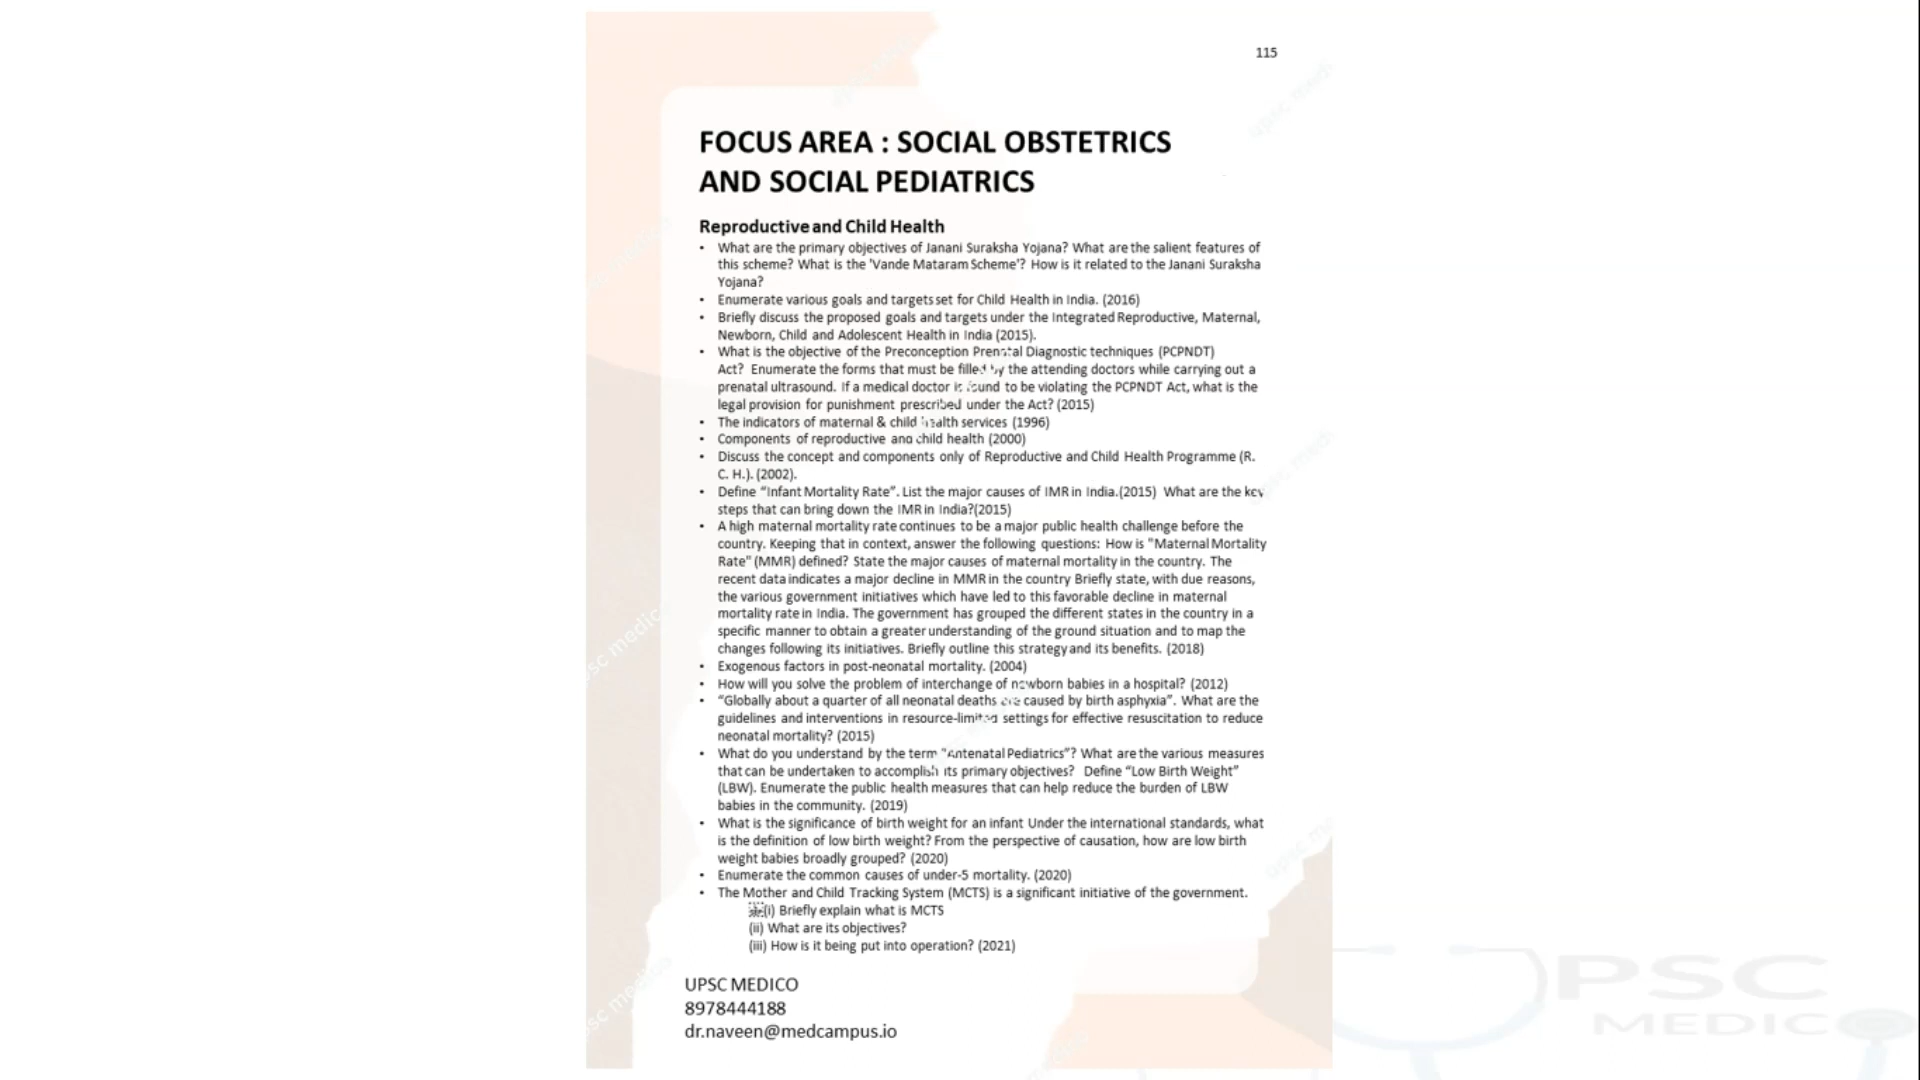 115
FOCUS AREA : SOCIAL OBSTETRICS
AND SOCIAL PEDIATRICS
Reproductive and Child Health
• What are the primary objectives of Janani Suraksha Yojana? What are the salient features of
this scheme? What is the 'Vande Mataram Scheme'? How is it related to the Janani Suraksha
Yojana?
• Enumerate various goals and targets set for Child Health in India. (2016)
• Briefly discuss the proposed goals and targets under the Integrated Reproductive, Maternal,
Newborn, Child and Adolescent Health in India (2015).
• What is the objective of the Preconception Prenatal Diagnostic techniques (PCPNDT)
Act? Enumerate the forms that must be filled by the attending doctors while carrying out a
prenatal ultrasound. If a medical doctor is found to be violating the PCPNDT Act, what is the
legal provision for punishment prescribed under the Act? (2015)
• The indicators of maternal & child health services (1996)
• Components of reproductive and child health (2000)
• Discuss the concept and components only of Reproductive and Child Health Programme (R.
C. H.). (2002).
• Define “Infant Mortality Rate”. List the major causes of IMR in India.(2015) What are the key
steps that can bring down the IMR in India?(2015)
• A high maternal mortality rate continues to be a major public health challenge before the
country. Keeping that in context, answer the following questions: How is "Maternal Mortality
Rate" (MMR) defined? State the major causes of maternal mortality in the country. The
recent data indicates a major decline in MMR in the country Briefly state, with due reasons,
the various government initiatives which have led to this favorable decline in maternal
mortality rate in India. The government has grouped the different states in the country in a
specific manner to obtain a greater understanding of the ground situation and to map the
changes following its initiatives. Briefly outline this strategy and its benefits. (2018)
• Exogenous factors in post-neonatal mortality. (2004)
• How will you solve the problem of interchange of newborn babies in a hospital? (2012)
• “Globally about a quarter of all neonatal deaths are caused by birth asphyxia”. What are the
guidelines and interventions in resource-limited settings for effective resuscitation to reduce
neonatal mortality? (2015)
• What do you understand by the term "Antenatal Pediatrics”? What are the various measures
that can be undertaken to accomplish its primary objectives? Define “Low Birth Weight”
(LBW). Enumerate the public health measures that can help reduce the burden of LBW
babies in the community. (2019)
• What is the significance of birth weight for an infant Under the international standards, what
is the definition of low birth weight? From the perspective of causation, how are low birth
weight babies broadly grouped? (2020)
• Enumerate the common causes of under-5 mortality. (2020)
• The Mother and Child Tracking System (MCTS) is a significant initiative of the government.
(i) Briefly explain what is MCTS
(ii) What are its objectives?
(iii) How is it being put into operation? (2021)
UPSC MEDICO
8978444188
dr.naveen@medcampus.io
UPSC
MEDICO